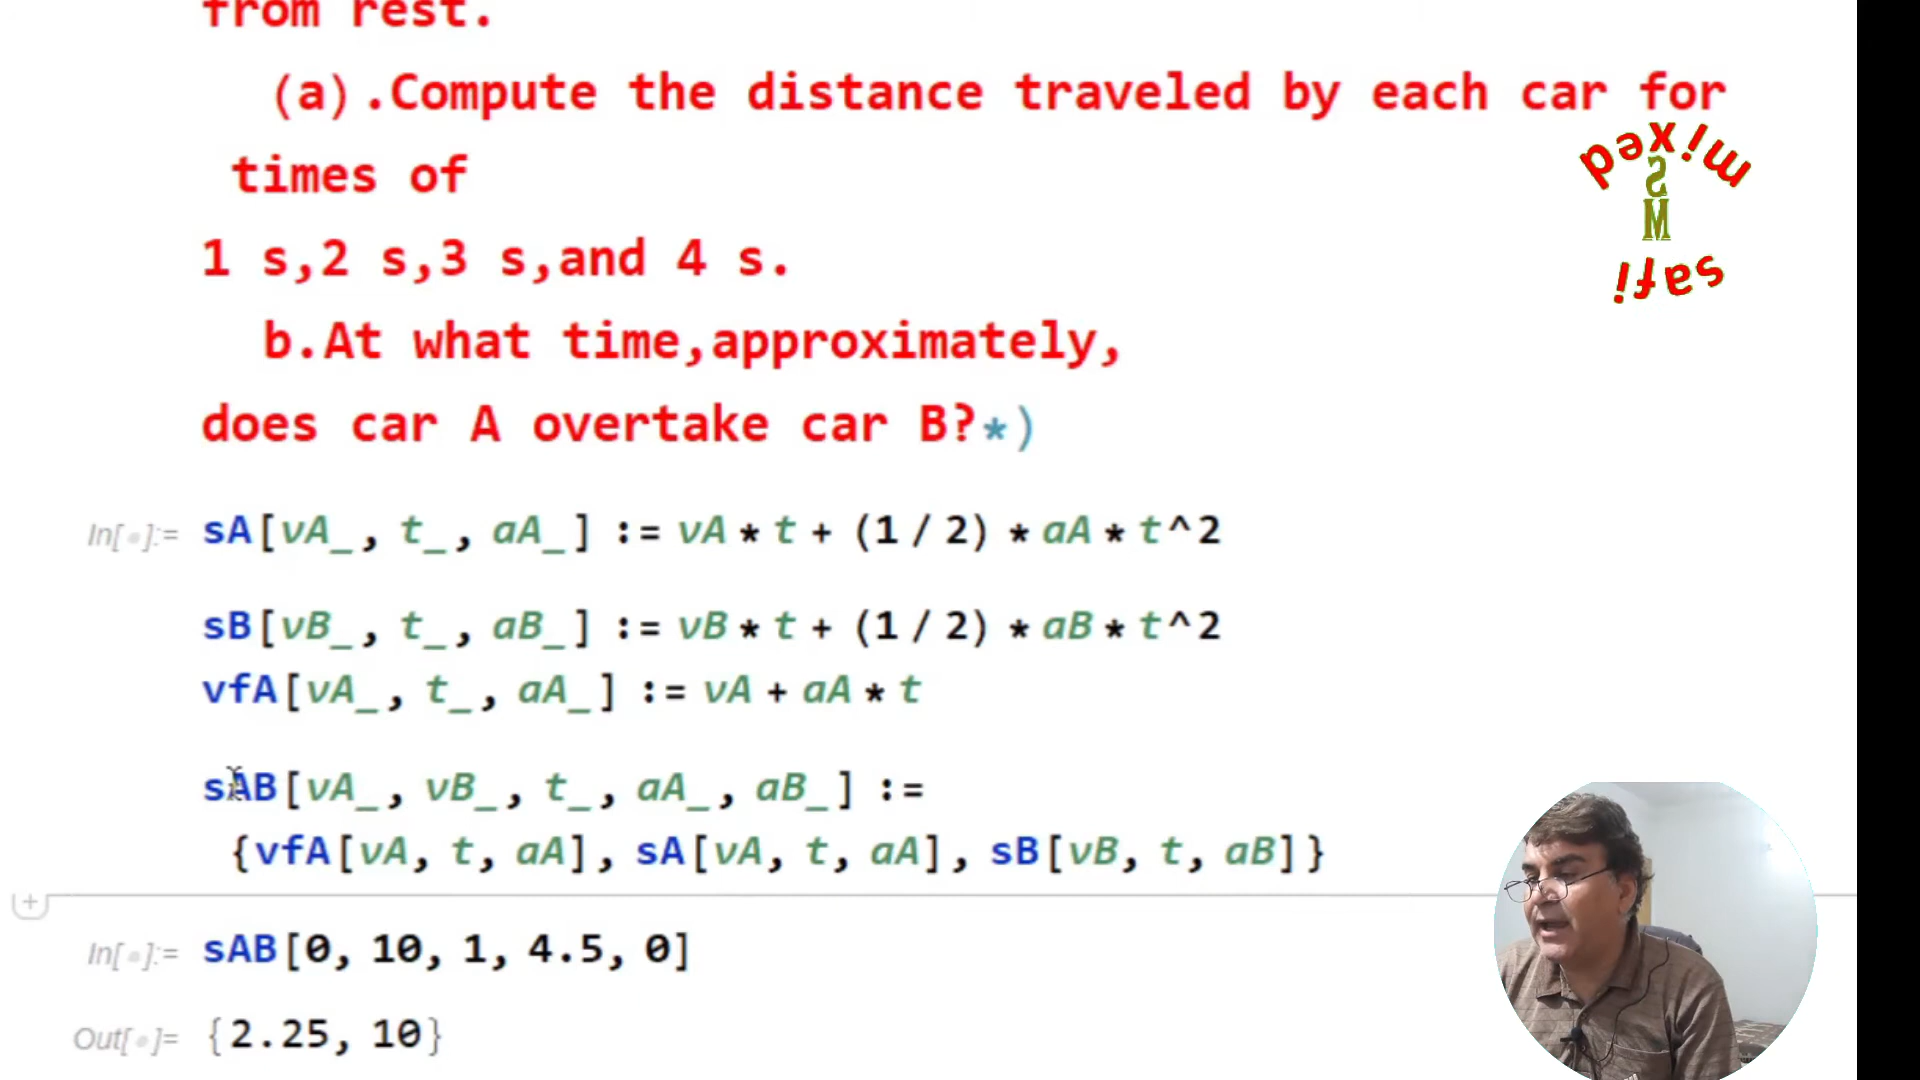 from rest.
(a).Compute the distance traveled by each car for
times of
1 s,2 s,3 s,and 4 s.
b.At what time,approximately,
does car A overtake car B?*)
mixed
S
M
safi
In[•]:= sA[vA_, t_, aA_] := vA * t + (1 / 2) * aA * t^2
sB[vB_, t_, aB_] := vB * t + (1 / 2) * aB * t^2
vfA[vA_, t_, aA_] := vA + aA * t
sAB[vA_, vB_, t_, aA_, aB_] :=
{vfA[vA, t, aA], sA[vA, t, aA], sB[vB, t, aB]}
In[•]:= sAB[0, 10, 1, 4.5, 0]
Out[•]= {2.25, 10}